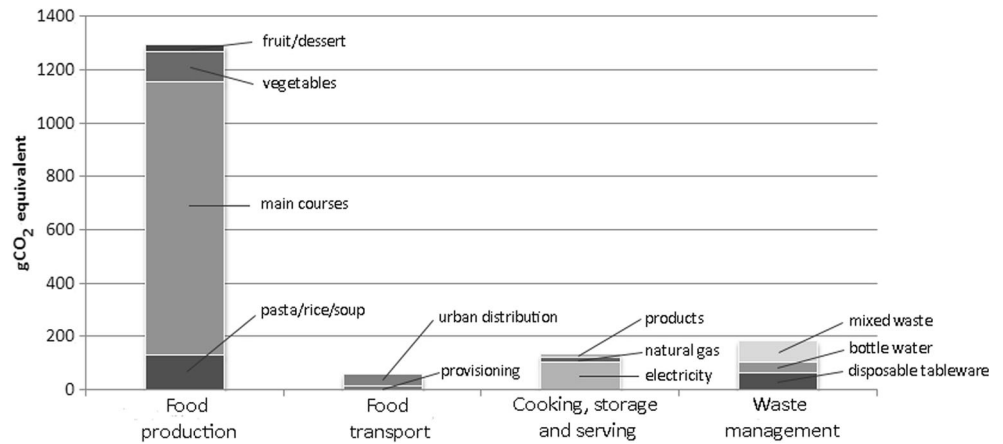 1400
1200
1000
800
600
400
200
0
gCO₂ equivalent
fruit/dessert
vegetables
main courses
pasta/rice/soup
urban distribution
provisioning
products
natural gas
electricity
mixed waste
bottle water
disposable tableware
Food
production
Food
transport
Cooking, storage
and serving
Waste
management